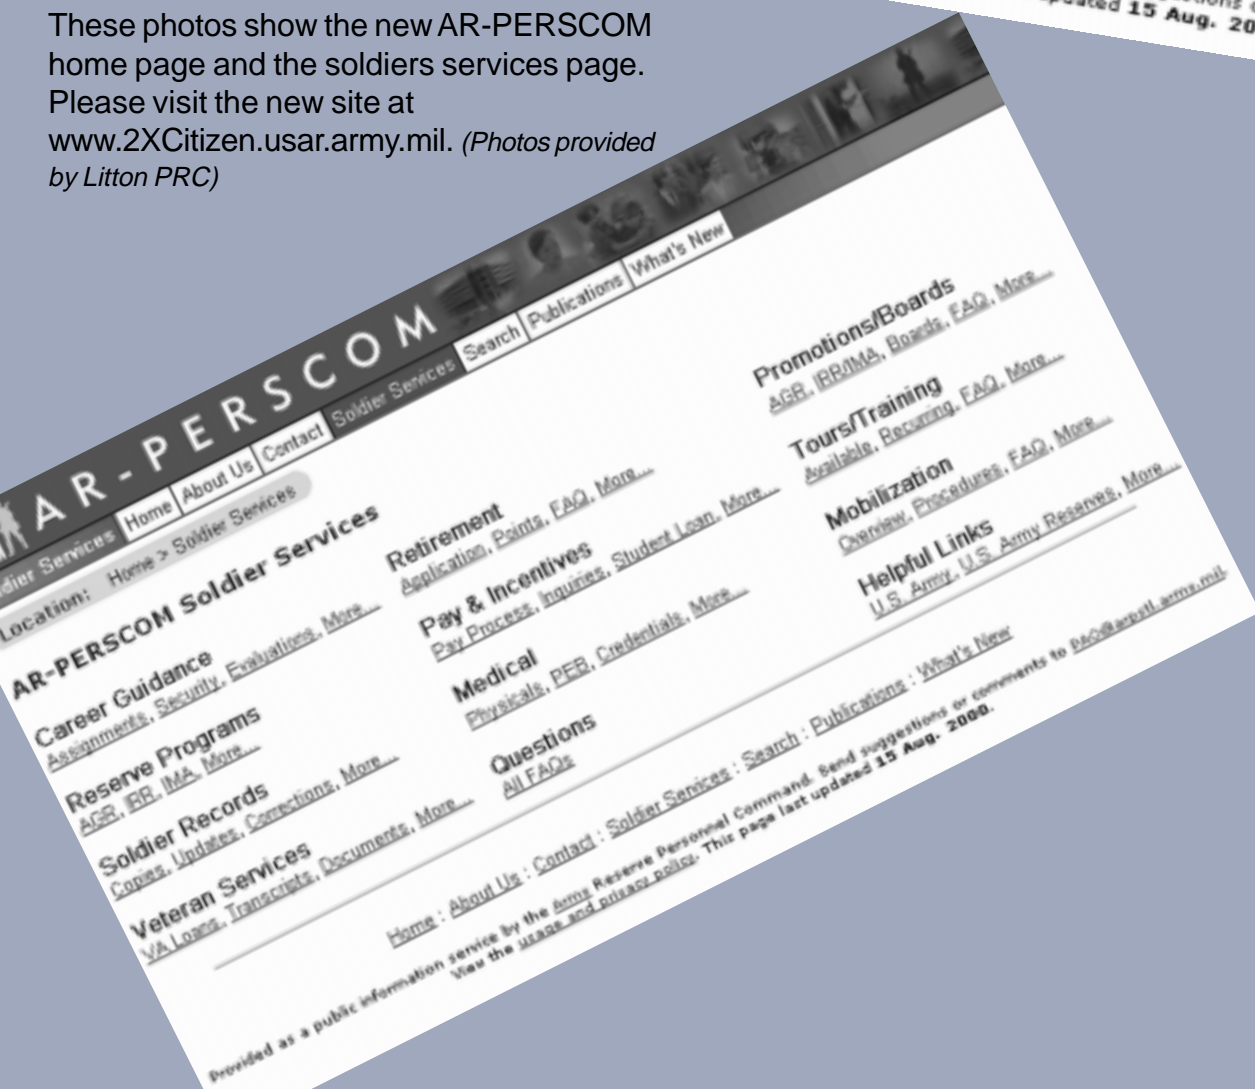 These photos show the new AR-PERSCOM
home page and the soldiers services page.
Please visit the new site at
www.2XCitizen.usar.army.mil. (Photos provided
by Litton PRC)
updated 15 Aug. 20
AR-PERSCOM
Services Home About Us Contact Soldier Services Search Publications What's New
Location: Home > Soldier Services
AR-PERSCOM Soldier Services
Career Guidance
Assignments, Security, Evaluations, More...
Reserve Programs
AGR, IRR, IMA, More...
Soldier Records
Copies, Updates, Corrections, More...
Veteran Services
VA Loans, Transcripts, Documents, More...
Retirement
Application, Points, FAQ, More...
Pay & Incentives
Pay Process, Inquiries, Student Loan, More...
Medical
Physicals, PEB, Credentials, More...
Questions
All FAQs
Promotions/Boards
AGR, IRR/IMA, Boards, FAQ, More...
Tours/Training
Available, Recurring, FAQ, More...
Mobilization
Overview, Procedures, FAQ, More...
Helpful Links
U.S. Army, U.S. Army Reserves, More...
Home : About Us : Contact : Soldier Services : Search : Publications : What's New
Provided as a public information service by the Army Reserve Personnel Command. Send suggestions or comments to PAO@arpstl.army.mil.
View the usage and privacy policy. This page last updated 15 Aug. 2000.